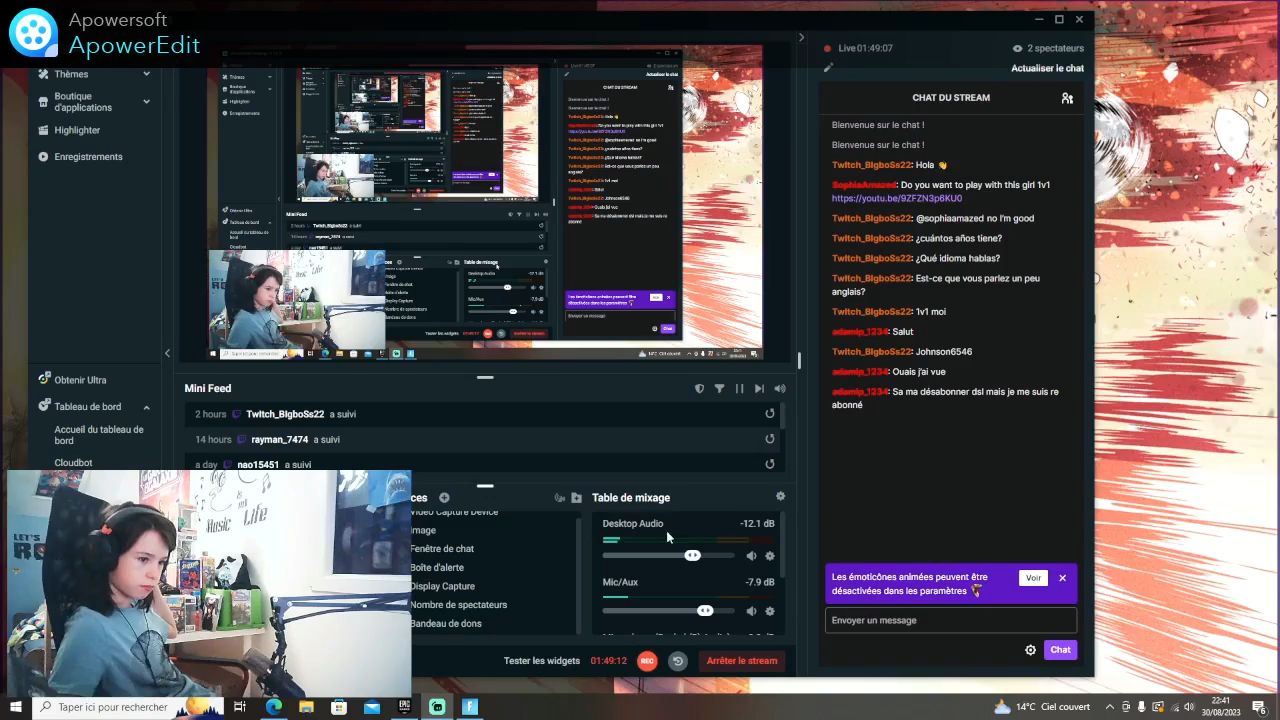 Apowersoft
ApowerEdit
Thèmes
Boutique
d'applications
Highlighter
Enregistrements
Obtenir Ultra
Tableau de bord
Accueil du tableau de
bord
Cloudbot
Live 01:49:07
2 spectateurs
Actualiser le chat
CHAT DU STREAM
Bienvenue sur le chat !
Bienvenue sur le chat !
Twitch_BIgboSs22: Hola 👋
SophiaAmazed: Do you want to play with this girl 1v1
https://youtu.be/9ZFZN3p6KU0
Twitch_BIgboSs22: @sophiaamazed no I'm good
Twitch_BIgboSs22: ¿cuántos años tiene?
Twitch_BIgboSs22: ¿Qué idioma hablas?
Twitch_BIgboSs22: Est-ce que vous parlez un peu
anglais?
Twitch_BIgboSs22: 1v1 moi
adamip_1234: Salut
Twitch_BIgboSs22: Johnson6546
adamip_1234: Ouais j'ai vue
adamip_1234: Sa ma désabonner dsl mais je me suis re
abonné
Les émoticônes animées peuvent être
désactivées dans les paramètres
Voir
Envoyer un message
Chat
Mini Feed
2 hours Twitch_BIgboSs22 a suivi
14 hours rayman_7474 a suivi
a day nao15451 a suivi
Video Capture Device
Image
Fenêtre de chat
Boîte d'alerte
Display Capture
Nombre de spectateurs
Bandeau de dons
Table de mixage
Desktop Audio -12.1 dB
Mic/Aux -7.9 dB
Tester les widgets 01:49:12 REC Arrêter le stream
Music
Life
LET'S
Taper ici pour rechercher
14°C Ciel couvert
22:41
30/08/2023
6